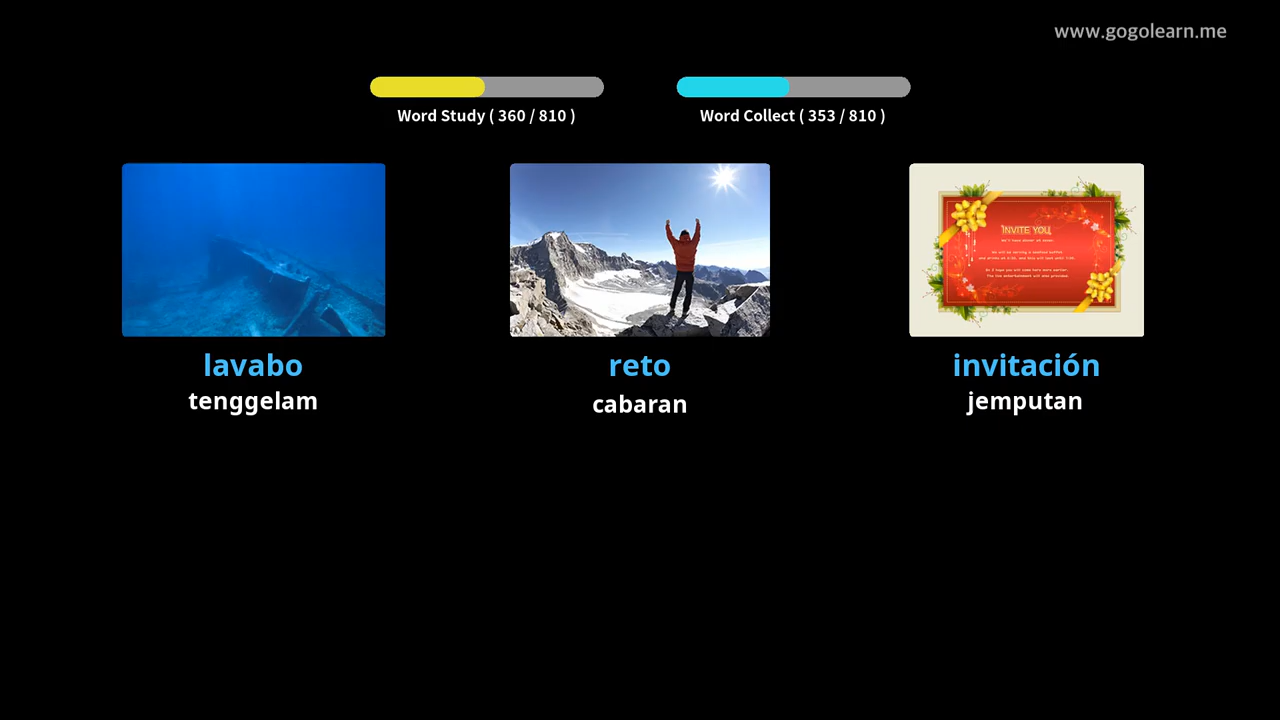 www.gogolearn.me
Word Study ( 360 / 810 )
Word Collect ( 353 / 810 )
INVITE YOU
lavabo
reto
invitación
tenggelam
cabaran
jemputan